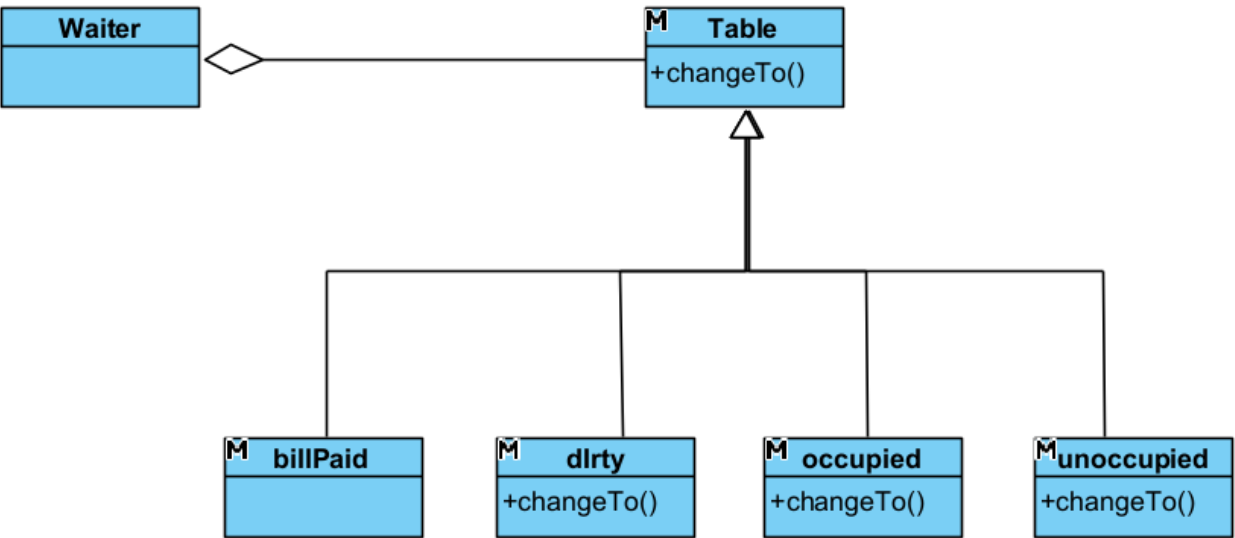 Waiter
M
Table
+changeTo()
M
billPaid
M
dIrty
+changeTo()
M
occupied
+changeTo()
M
unoccupied
+changeTo()